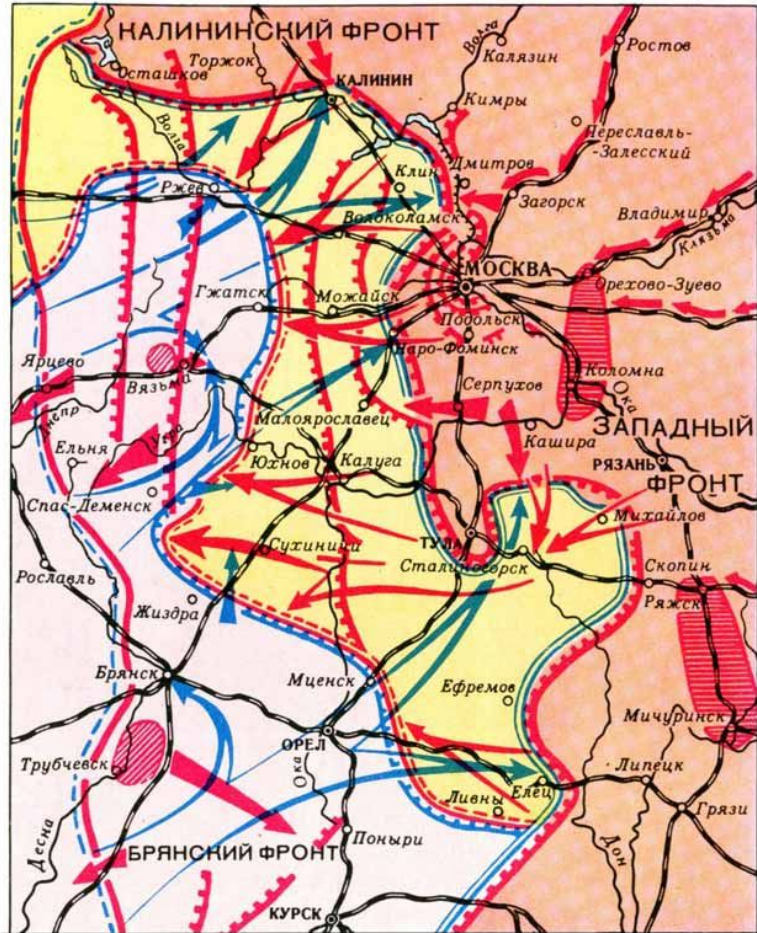 КАЛИНИНСКИЙ ФРОНТ
Осташков
Торжок
Волга
Калязин
Ростов
КАЛИНИН
Кимры
Волга
Переславль-
-Залесский
Клин
Дмитров
Ржев
Загорск
Волоколамск
Владимир
Клязьма
МОСКВА
Гжатск
Можайск
Орехово-Зуево
Подольск
Наро-Фоминск
Ярцево
Вязьма
Днепр
Серпухов
Коломна
Ока
Малоярославец
Угра
Кашира
ЗАПАДНЫЙ
ФРОНТ
Ельня
Юхнов
Калуга
РЯЗАНЬ
Спас-Деменск
Михайлов
ТУЛА
Сухиничи
Сталиногорск
Скопин
Рославль
Ряжск
Жиздра
Брянск
Мценск
Ефремов
Мичуринск
ОРЕЛ
Трубчевск
Ока
Липецк
Елец
Ливны
Грязи
Десна
Дон
БРЯНСКИЙ ФРОНТ
Поныри
КУРСК